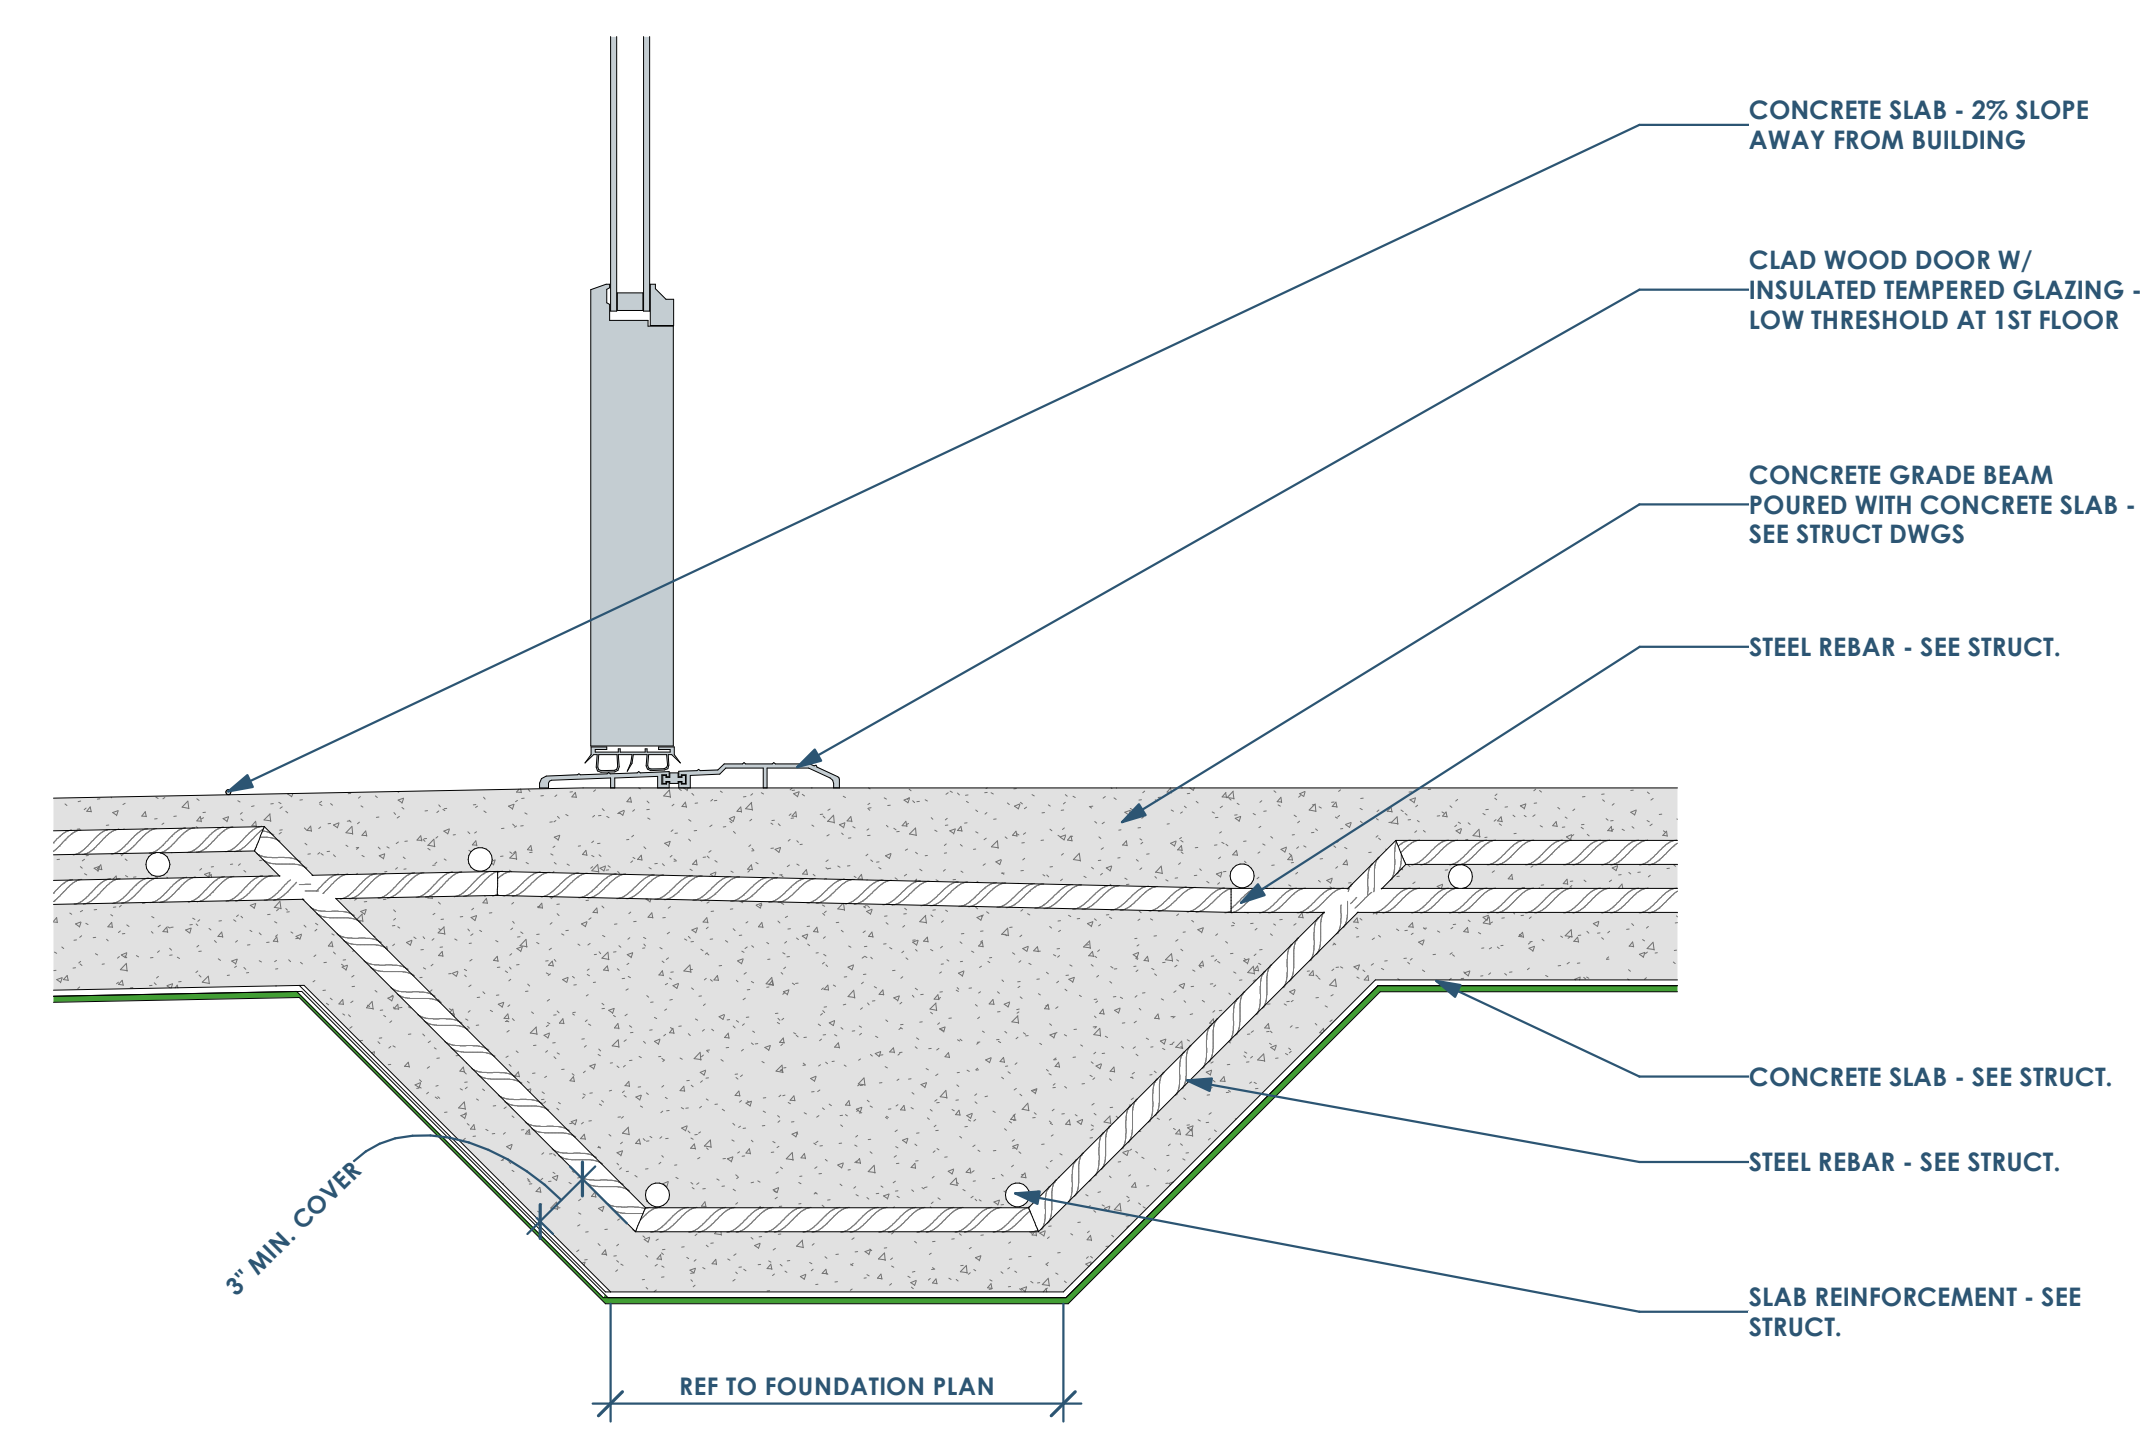 CONCRETE SLAB - 2% SLOPE
AWAY FROM BUILDING
CLAD WOOD DOOR W/
INSULATED TEMPERED GLAZING -
LOW THRESHOLD AT 1ST FLOOR
CONCRETE GRADE BEAM
POURED WITH CONCRETE SLAB -
SEE STRUCT DWGS
STEEL REBAR - SEE STRUCT.
CONCRETE SLAB - SEE STRUCT.
STEEL REBAR - SEE STRUCT.
3" MIN. COVER
SLAB REINFORCEMENT - SEE
STRUCT.
REF TO FOUNDATION PLAN